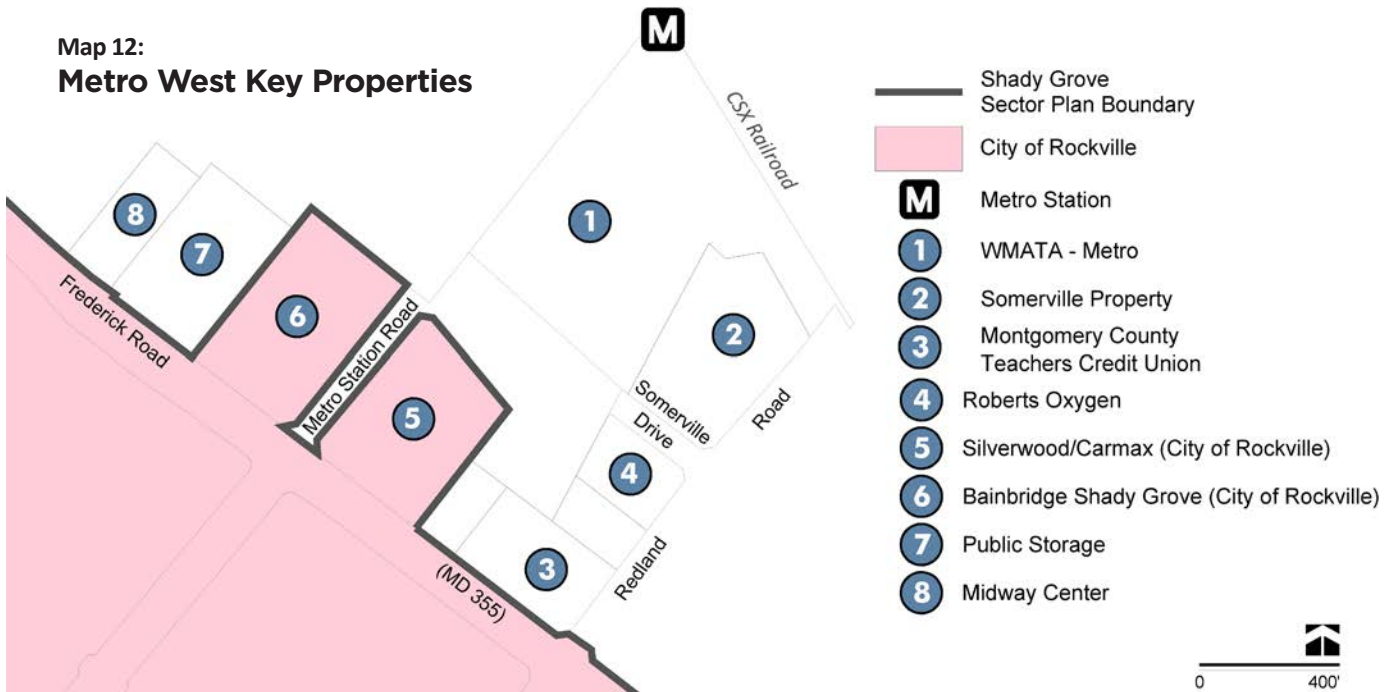 Map 12:
Metro West Key Properties
M
CSX Railroad
1
2
3
4
5
6
7
8
Frederick Road
(MD 355)
Metro Station Road
Somerville
Drive
Redland
Road
Shady Grove
Sector Plan Boundary
City of Rockville
M Metro Station
1 WMATA - Metro
2 Somerville Property
3 Montgomery County
Teachers Credit Union
4 Roberts Oxygen
5 Silverwood/Carmax (City of Rockville)
6 Bainbridge Shady Grove (City of Rockville)
7 Public Storage
8 Midway Center
0 400'